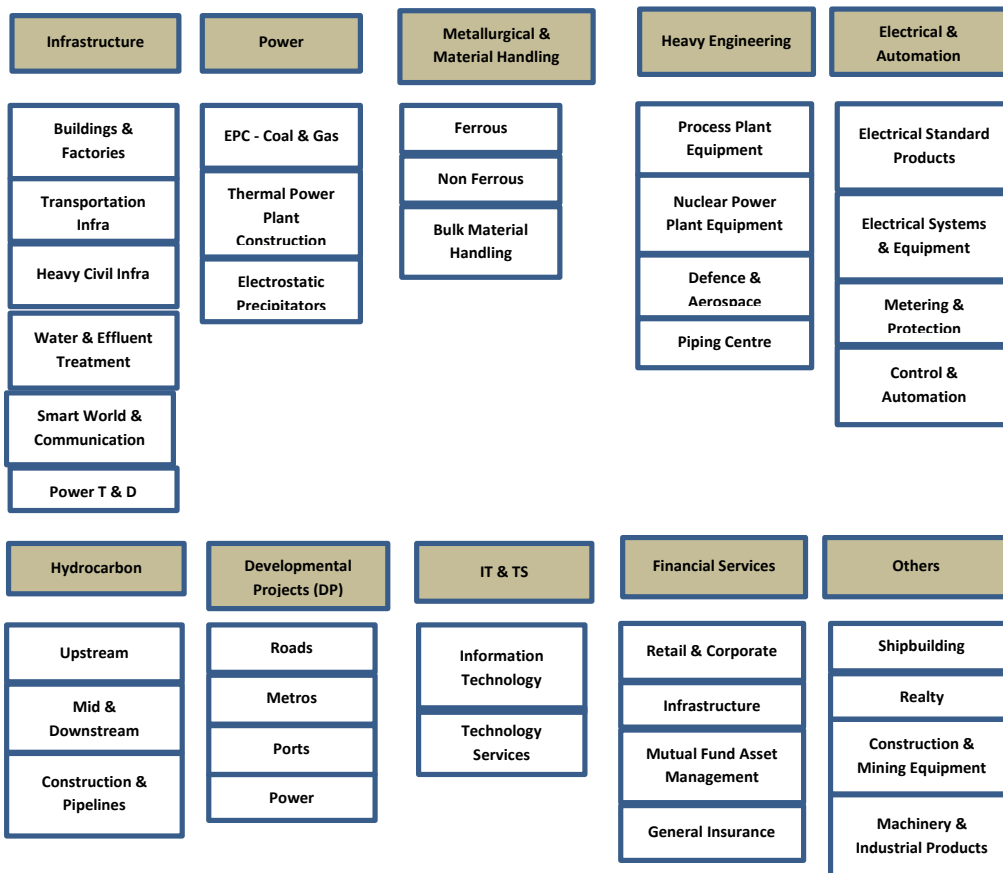 Infrastructure
Buildings &
Factories
Transportation
Infra
Heavy Civil Infra
Water & Effluent
Treatment
Smart World &
Communication
Power T & D
Power
EPC - Coal & Gas
Thermal Power
Plant
Construction
Electrostatic
Precipitators
Metallurgical &
Material Handling
Ferrous
Non Ferrous
Bulk Material
Handling
Heavy Engineering
Process Plant
Equipment
Nuclear Power
Plant Equipment
Defence &
Aerospace
Piping Centre
Electrical &
Automation
Electrical Standard
Products
Electrical Systems
& Equipment
Metering &
Protection
Control &
Automation
Hydrocarbon
Upstream
Mid &
Downstream
Construction &
Pipelines
Developmental
Projects (DP)
Roads
Metros
Ports
Power
IT & TS
Information
Technology
Technology
Services
Financial Services
Retail & Corporate
Infrastructure
Mutual Fund Asset
Management
General Insurance
Others
Shipbuilding
Realty
Construction &
Mining Equipment
Machinery &
Industrial Products